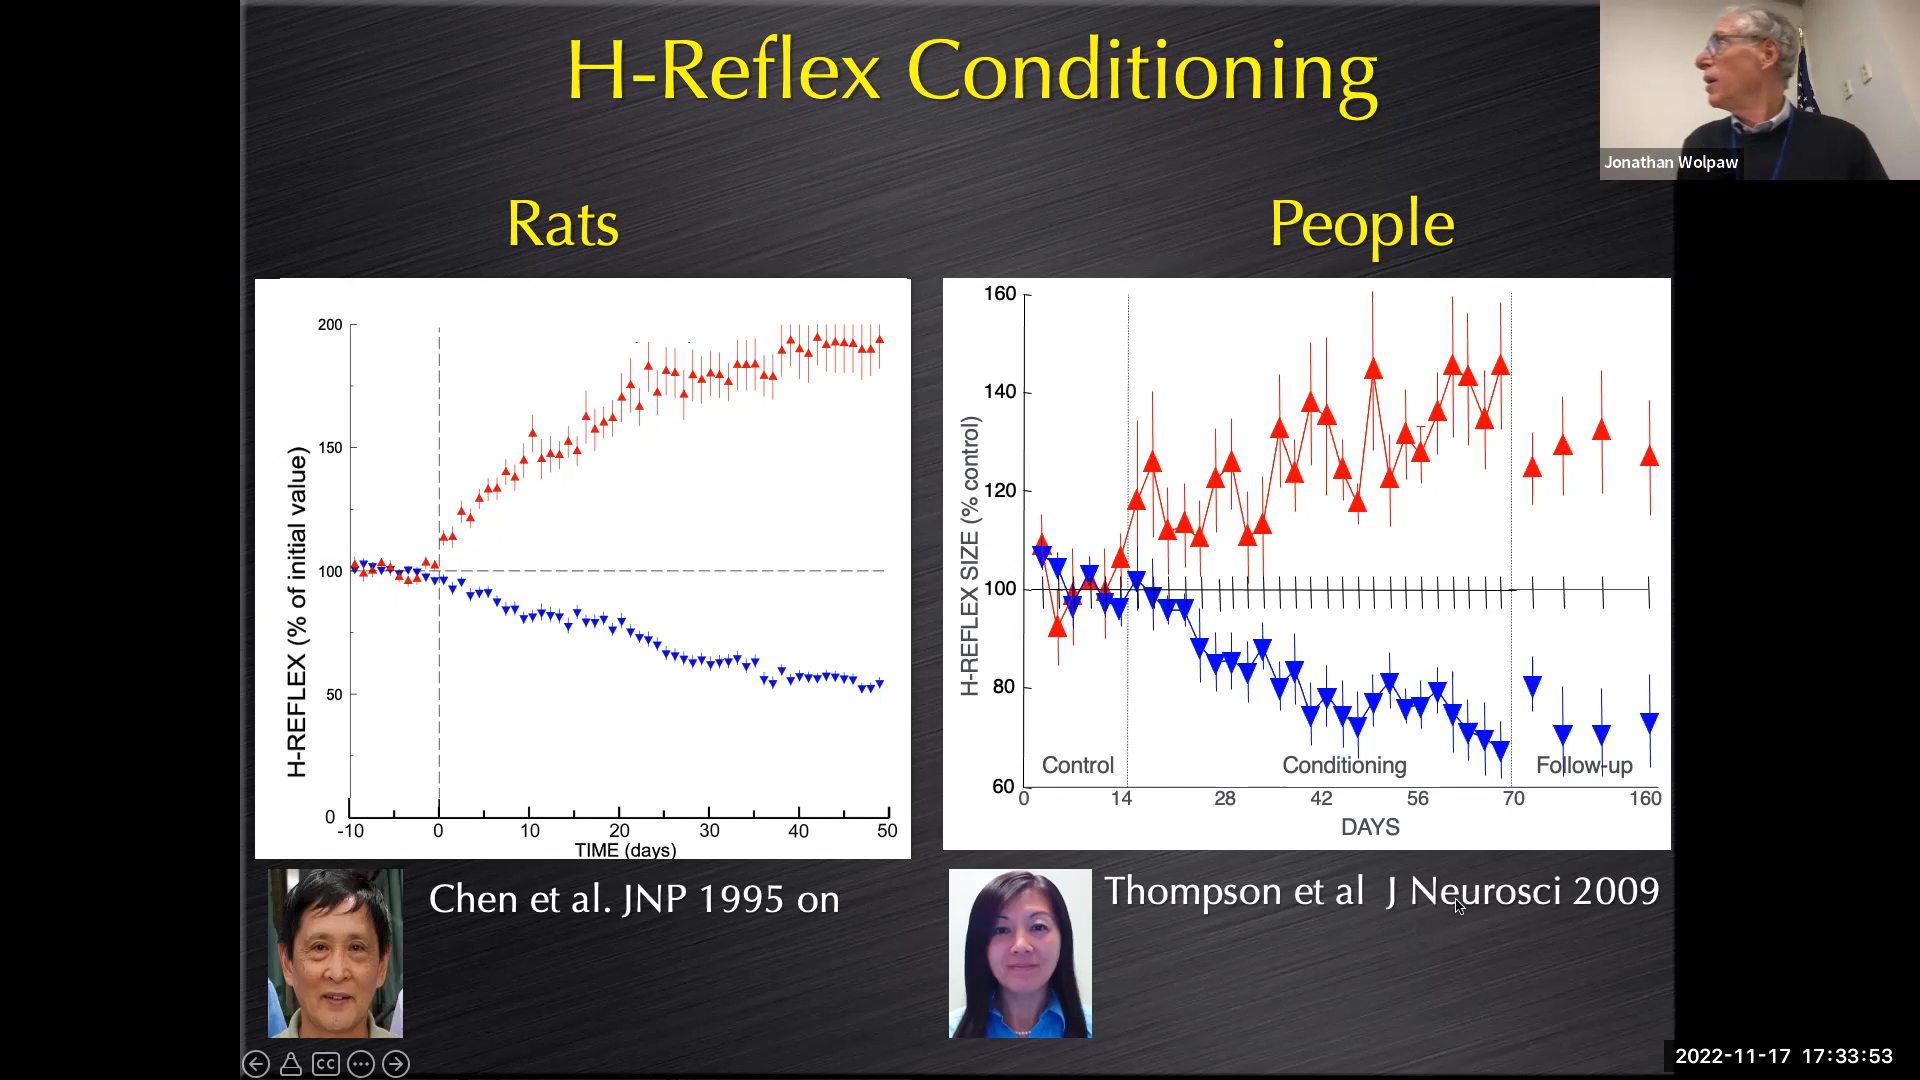 H-Reflex Conditioning
Jonathan Wolpaw
Rats
People
200
150
100
50
0
H-REFLEX (% of initial value)
-10
0
10
20
30
40
50
TIME (days)
160
140
120
100
80
60
H-REFLEX SIZE (% control)
Control
Conditioning
Follow-up
0
14
28
42
56
70
160
DAYS
Chen et al. JNP 1995 on
Thompson et al J Neurosci 2009
CC
2022-11-17 17:33:53